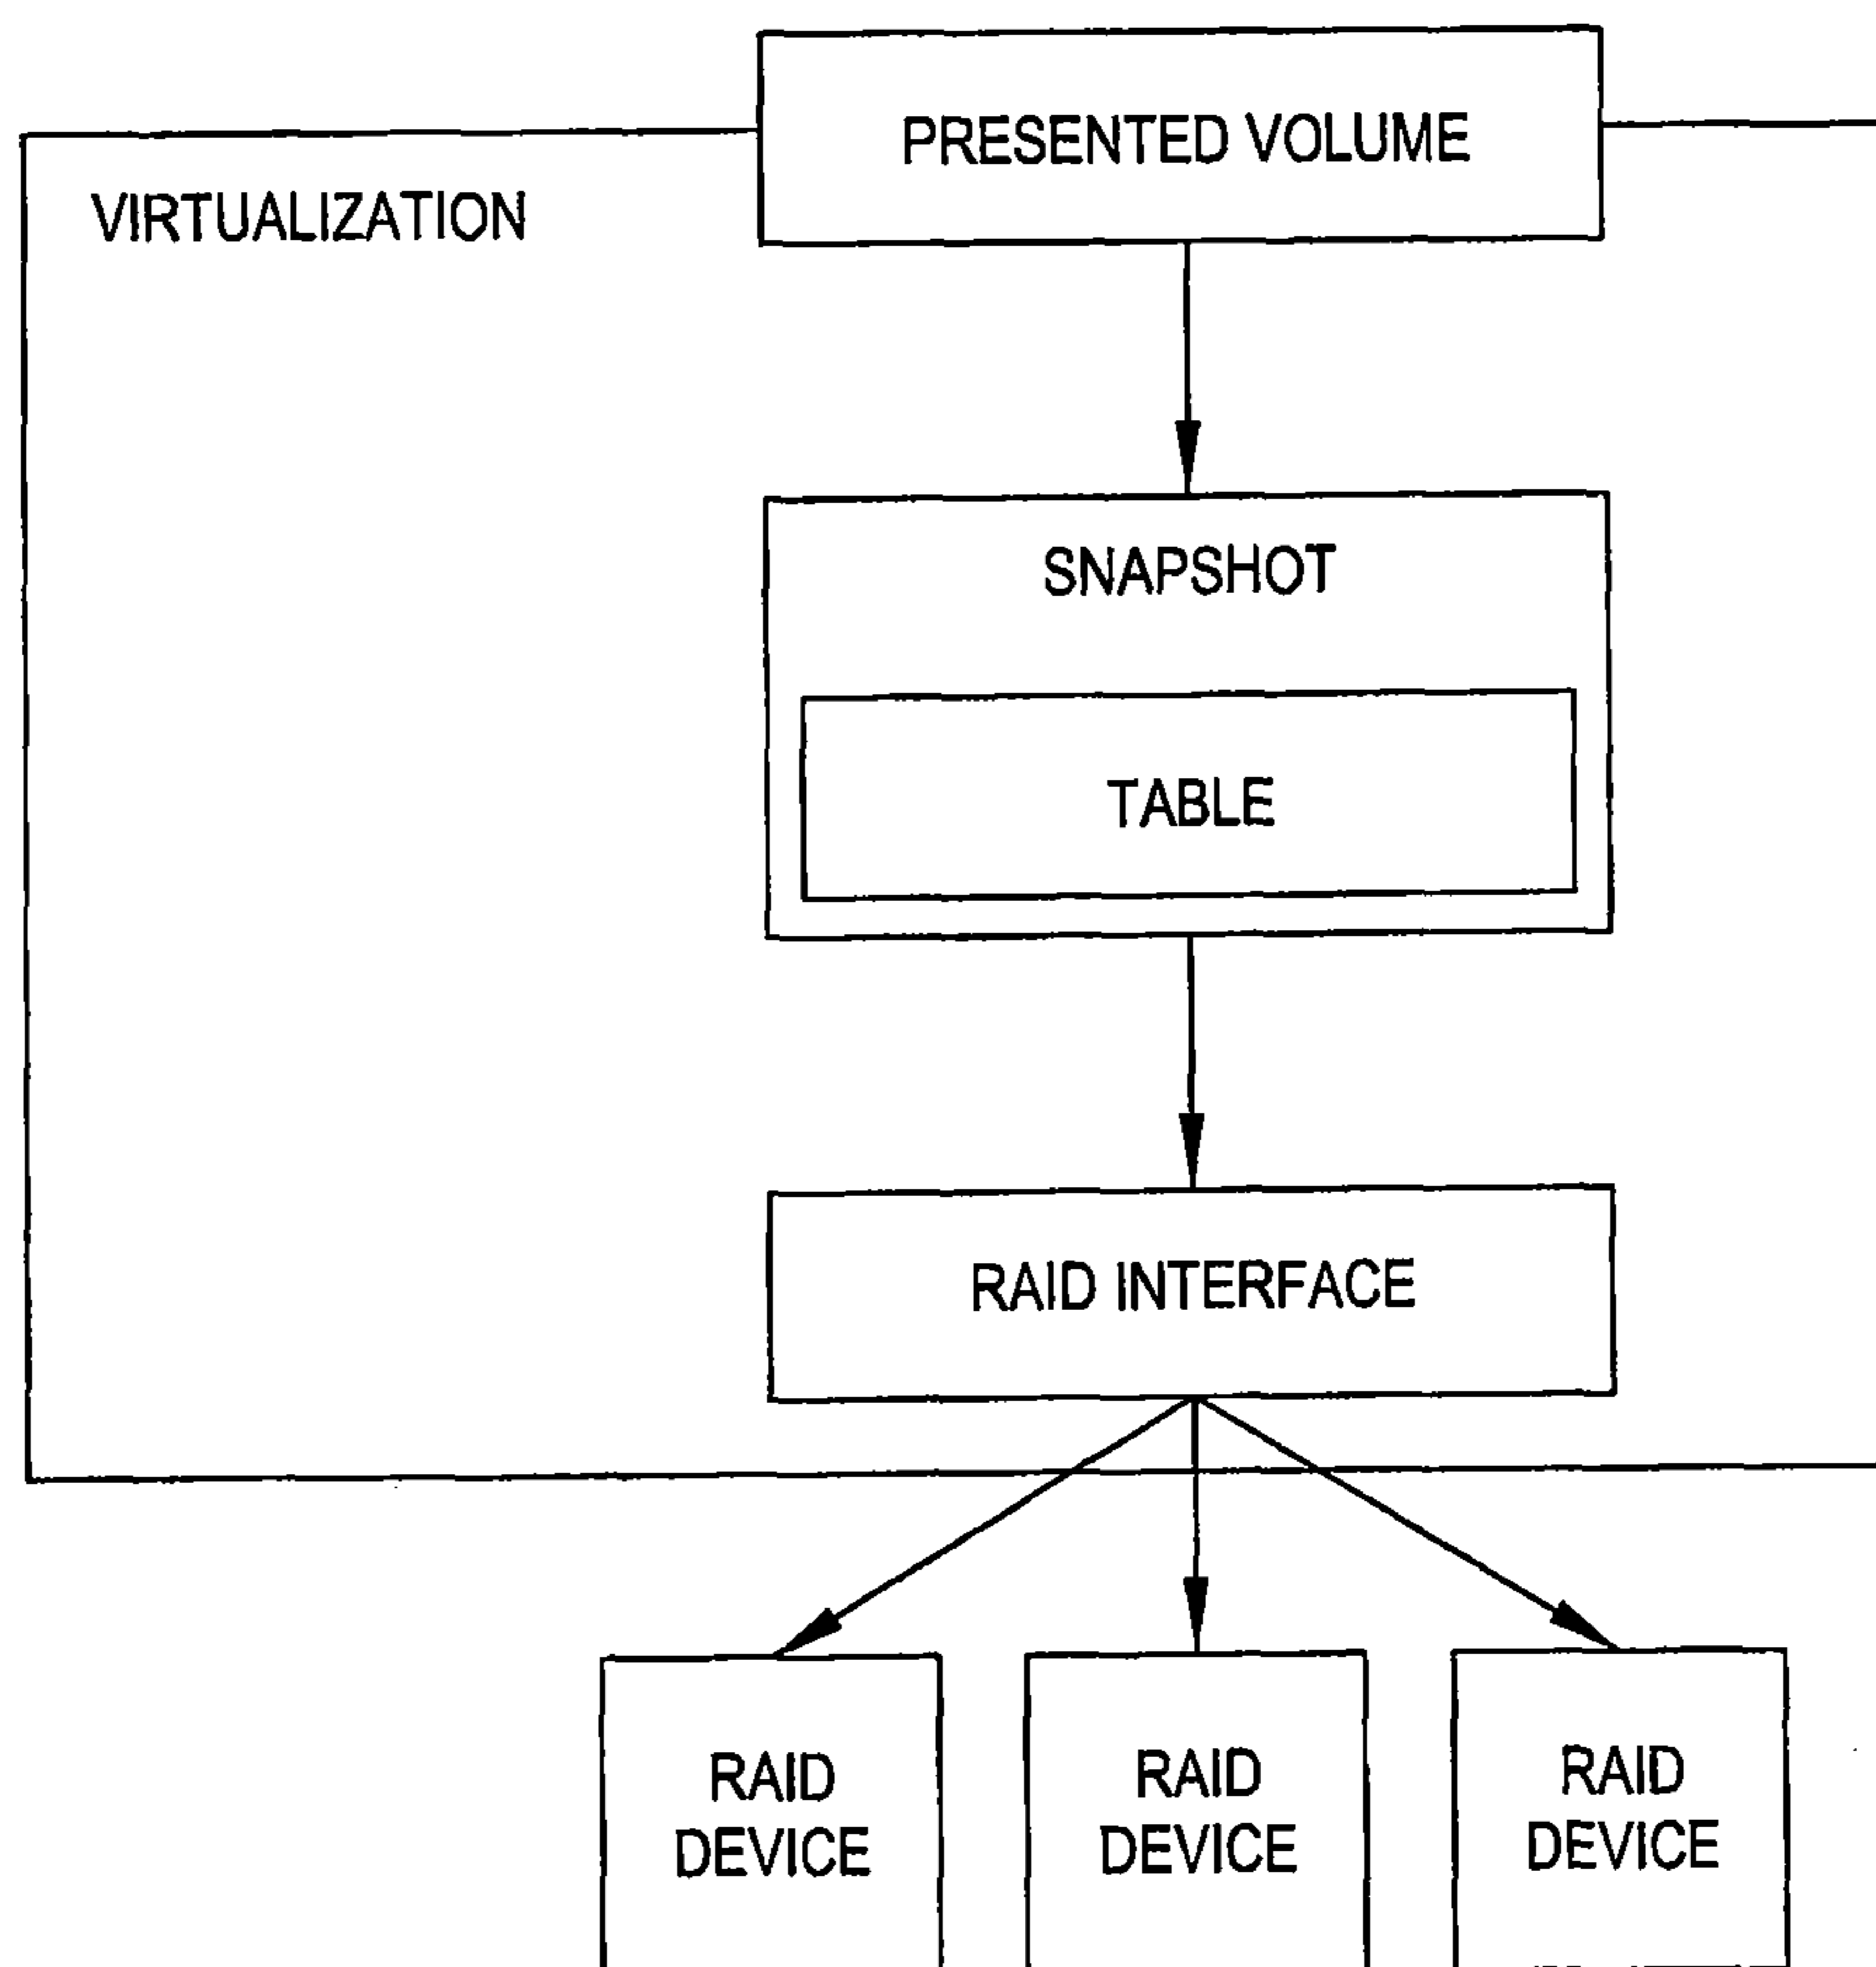 PRESENTED VOLUME
VIRTUALIZATION
SNAPSHOT
TABLE
RAID INTERFACE
RAID
DEVICE
RAID
DEVICE
RAID
DEVICE